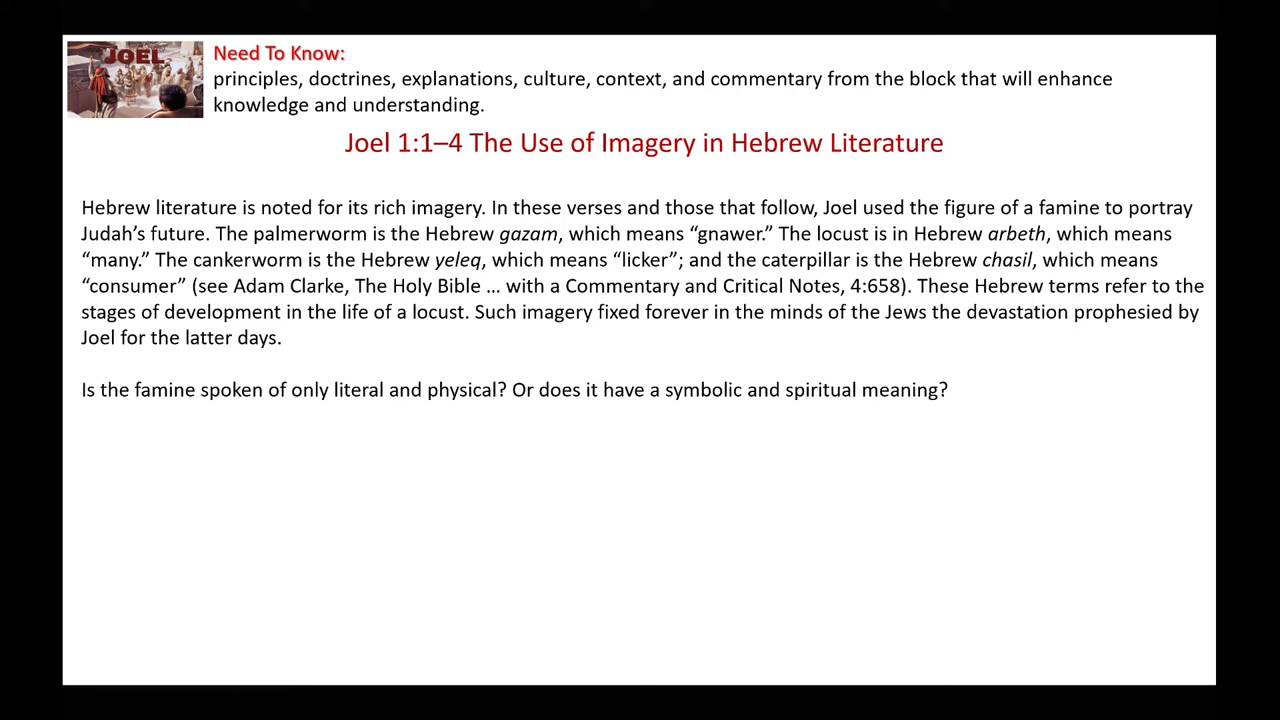 JOEL
Need To Know:
principles, doctrines, explanations, culture, context, and commentary from the block that will enhance
knowledge and understanding.
Joel 1:1–4 The Use of Imagery in Hebrew Literature
Hebrew literature is noted for its rich imagery. In these verses and those that follow, Joel used the figure of a famine to portray
Judah’s future. The palmerworm is the Hebrew gazam, which means “gnawer.” The locust is in Hebrew arbeth, which means
“many.” The cankerworm is the Hebrew yeleq, which means “licker”; and the caterpillar is the Hebrew chasil, which means
“consumer” (see Adam Clarke, The Holy Bible … with a Commentary and Critical Notes, 4:658). These Hebrew terms refer to the
stages of development in the life of a locust. Such imagery fixed forever in the minds of the Jews the devastation prophesied by
Joel for the latter days.
Is the famine spoken of only literal and physical? Or does it have a symbolic and spiritual meaning?